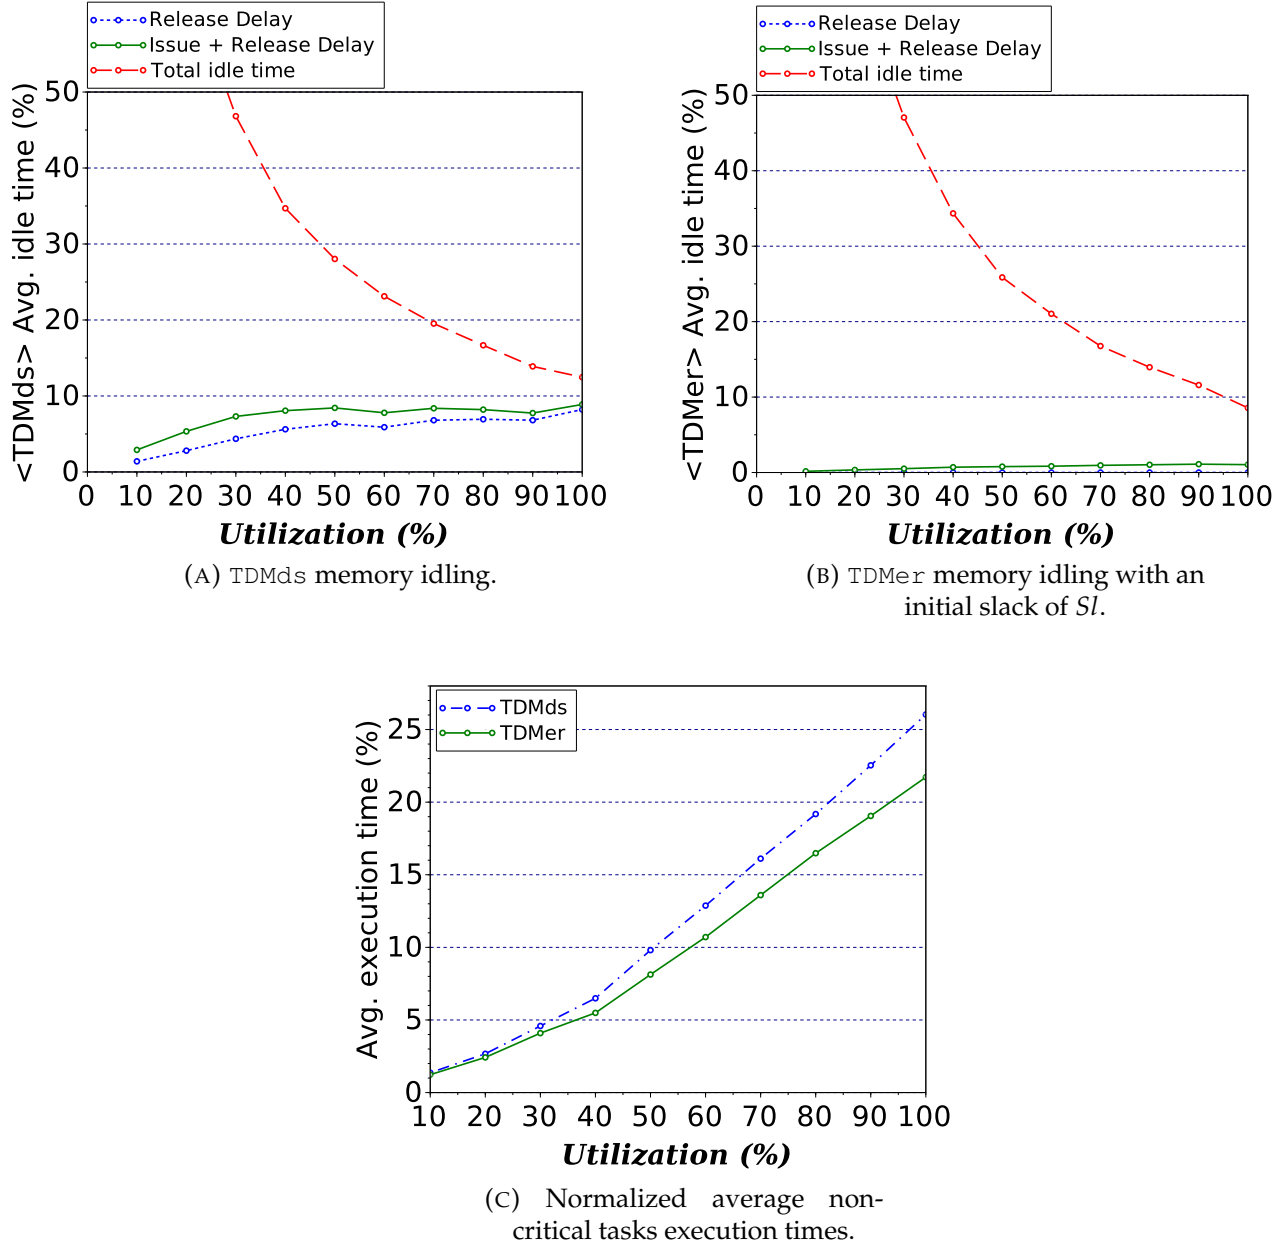 Release Delay
Issue + Release Delay
Total idle time
<TDMds> Avg. idle time (%)
50
40
30
20
10
0
0 10 20 30 40 50 60 70 80 90 100
Utilization (%)
(A) TDMds memory idling.
Release Delay
Issue + Release Delay
Total idle time
<TDMer> Avg. idle time (%)
50
40
30
20
10
0
0 10 20 30 40 50 60 70 80 90 100
Utilization (%)
(B) TDMer memory idling with an
initial slack of Sl.
TDMds
TDMer
Avg. execution time (%)
25
20
15
10
5
0
10 20 30 40 50 60 70 80 90 100
Utilization (%)
(C) Normalized average non-
critical tasks execution times.